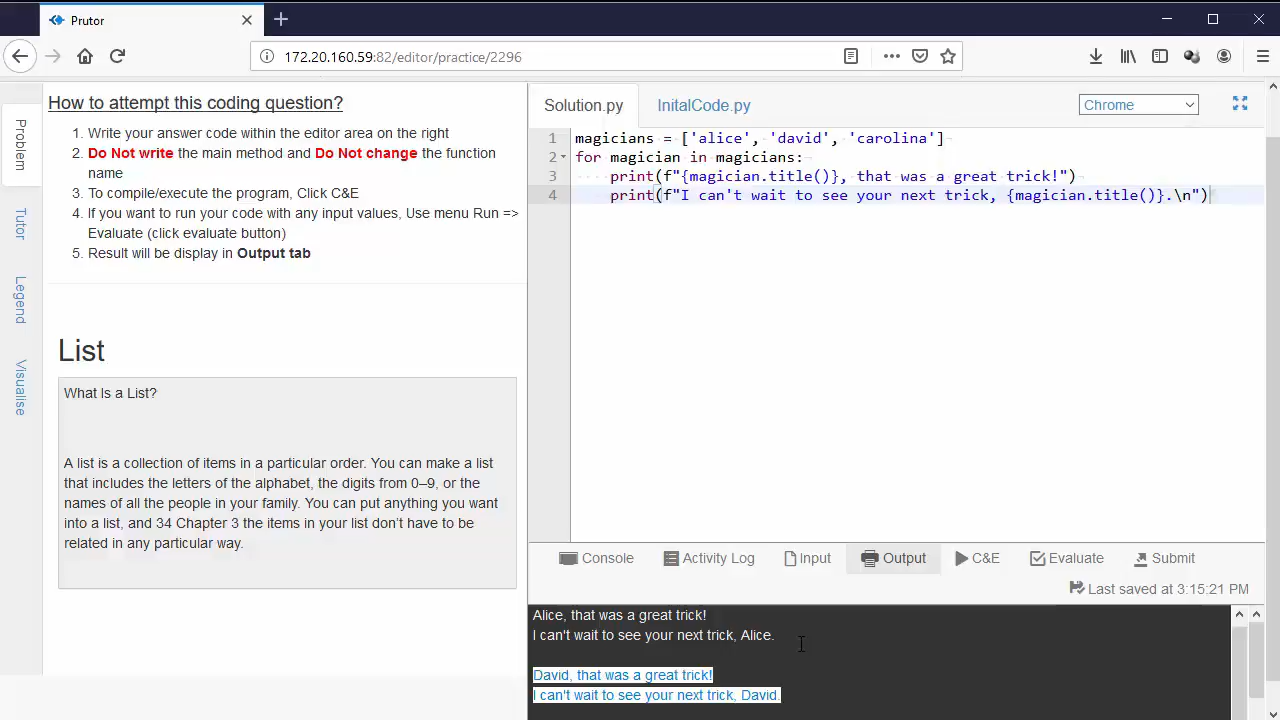 Prutor
172.20.160.59:82/editor/practice/2296
Problem
Tutor
Legend
Visualise
How to attempt this coding question?
1. Write your answer code within the editor area on the right
2. Do Not write the main method and Do Not change the function
name
3. To compile/execute the program, Click C&E
4. If you want to run your code with any input values, Use menu Run =>
Evaluate (click evaluate button)
5. Result will be display in Output tab
List
What Is a List?
A list is a collection of items in a particular order. You can make a list
that includes the letters of the alphabet, the digits from 0–9, or the
names of all the people in your family. You can put anything you want
into a list, and 34 Chapter 3 the items in your list don't have to be
related in any particular way.
Solution.py InitalCode.py Chrome
1 magicians = ['alice', 'david', 'carolina']
2 for magician in magicians:
3 print(f"{magician.title()}, that was a great trick!")
4 print(f"I can't wait to see your next trick, {magician.title()}.\n")
Console Activity Log Input Output C&E Evaluate Submit
Last saved at 3:15:21 PM
Alice, that was a great trick!
I can't wait to see your next trick, Alice.
David, that was a great trick!
I can't wait to see your next trick, David.